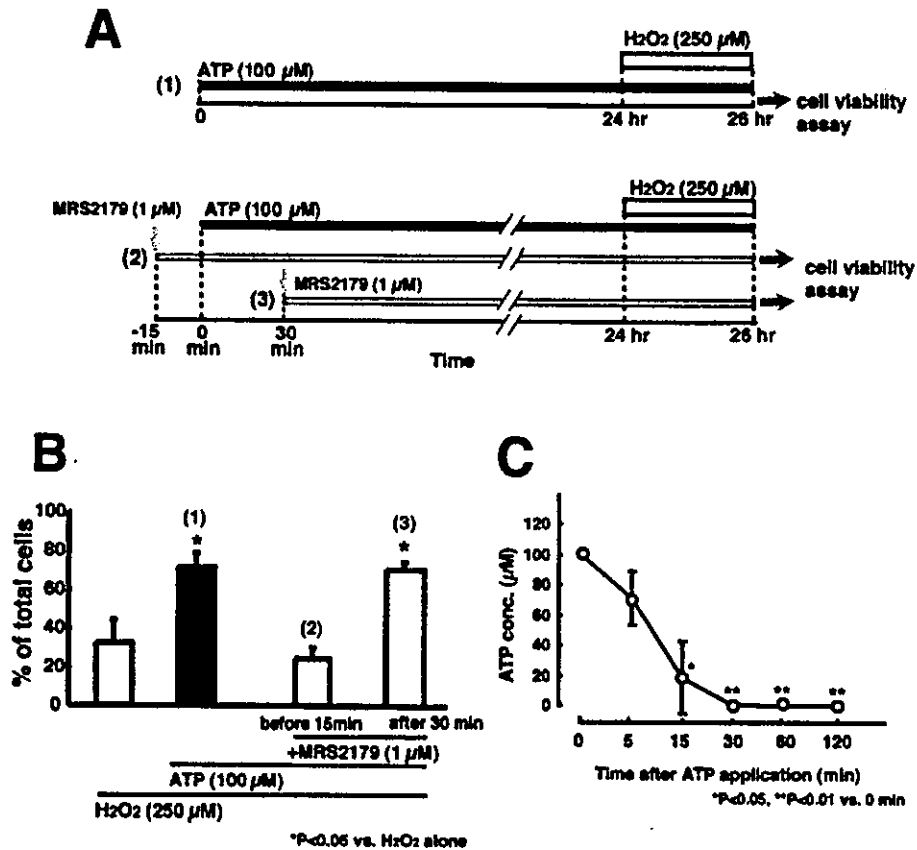 A
H2O2 (250 µM)
ATP (100 µM)
(1)
0
24 hr
26 hr
cell viability
assay
H2O2 (250 µM)
MRS2179 (1 µM)
ATP (100 µM)
(2)
cell viability
assay
MRS2179 (1 µM)
(3)
-15
min
0
min
30
min
24 hr
26 hr
Time
B
% of total cells
100
80
60
40
20
0
(1)
*
(2)
(3)
*
before 15min
after 30 min
+MRS2179 (1 µM)
ATP (100 µM)
H2O2 (250 µM)
*P<0.05 vs. H2O2 alone
C
ATP conc. (µM)
120
100
80
60
40
20
0
*
**
**
**
0
5
15
30
60
120
Time after ATP application (min)
*P<0.05, **P<0.01 vs. 0 min